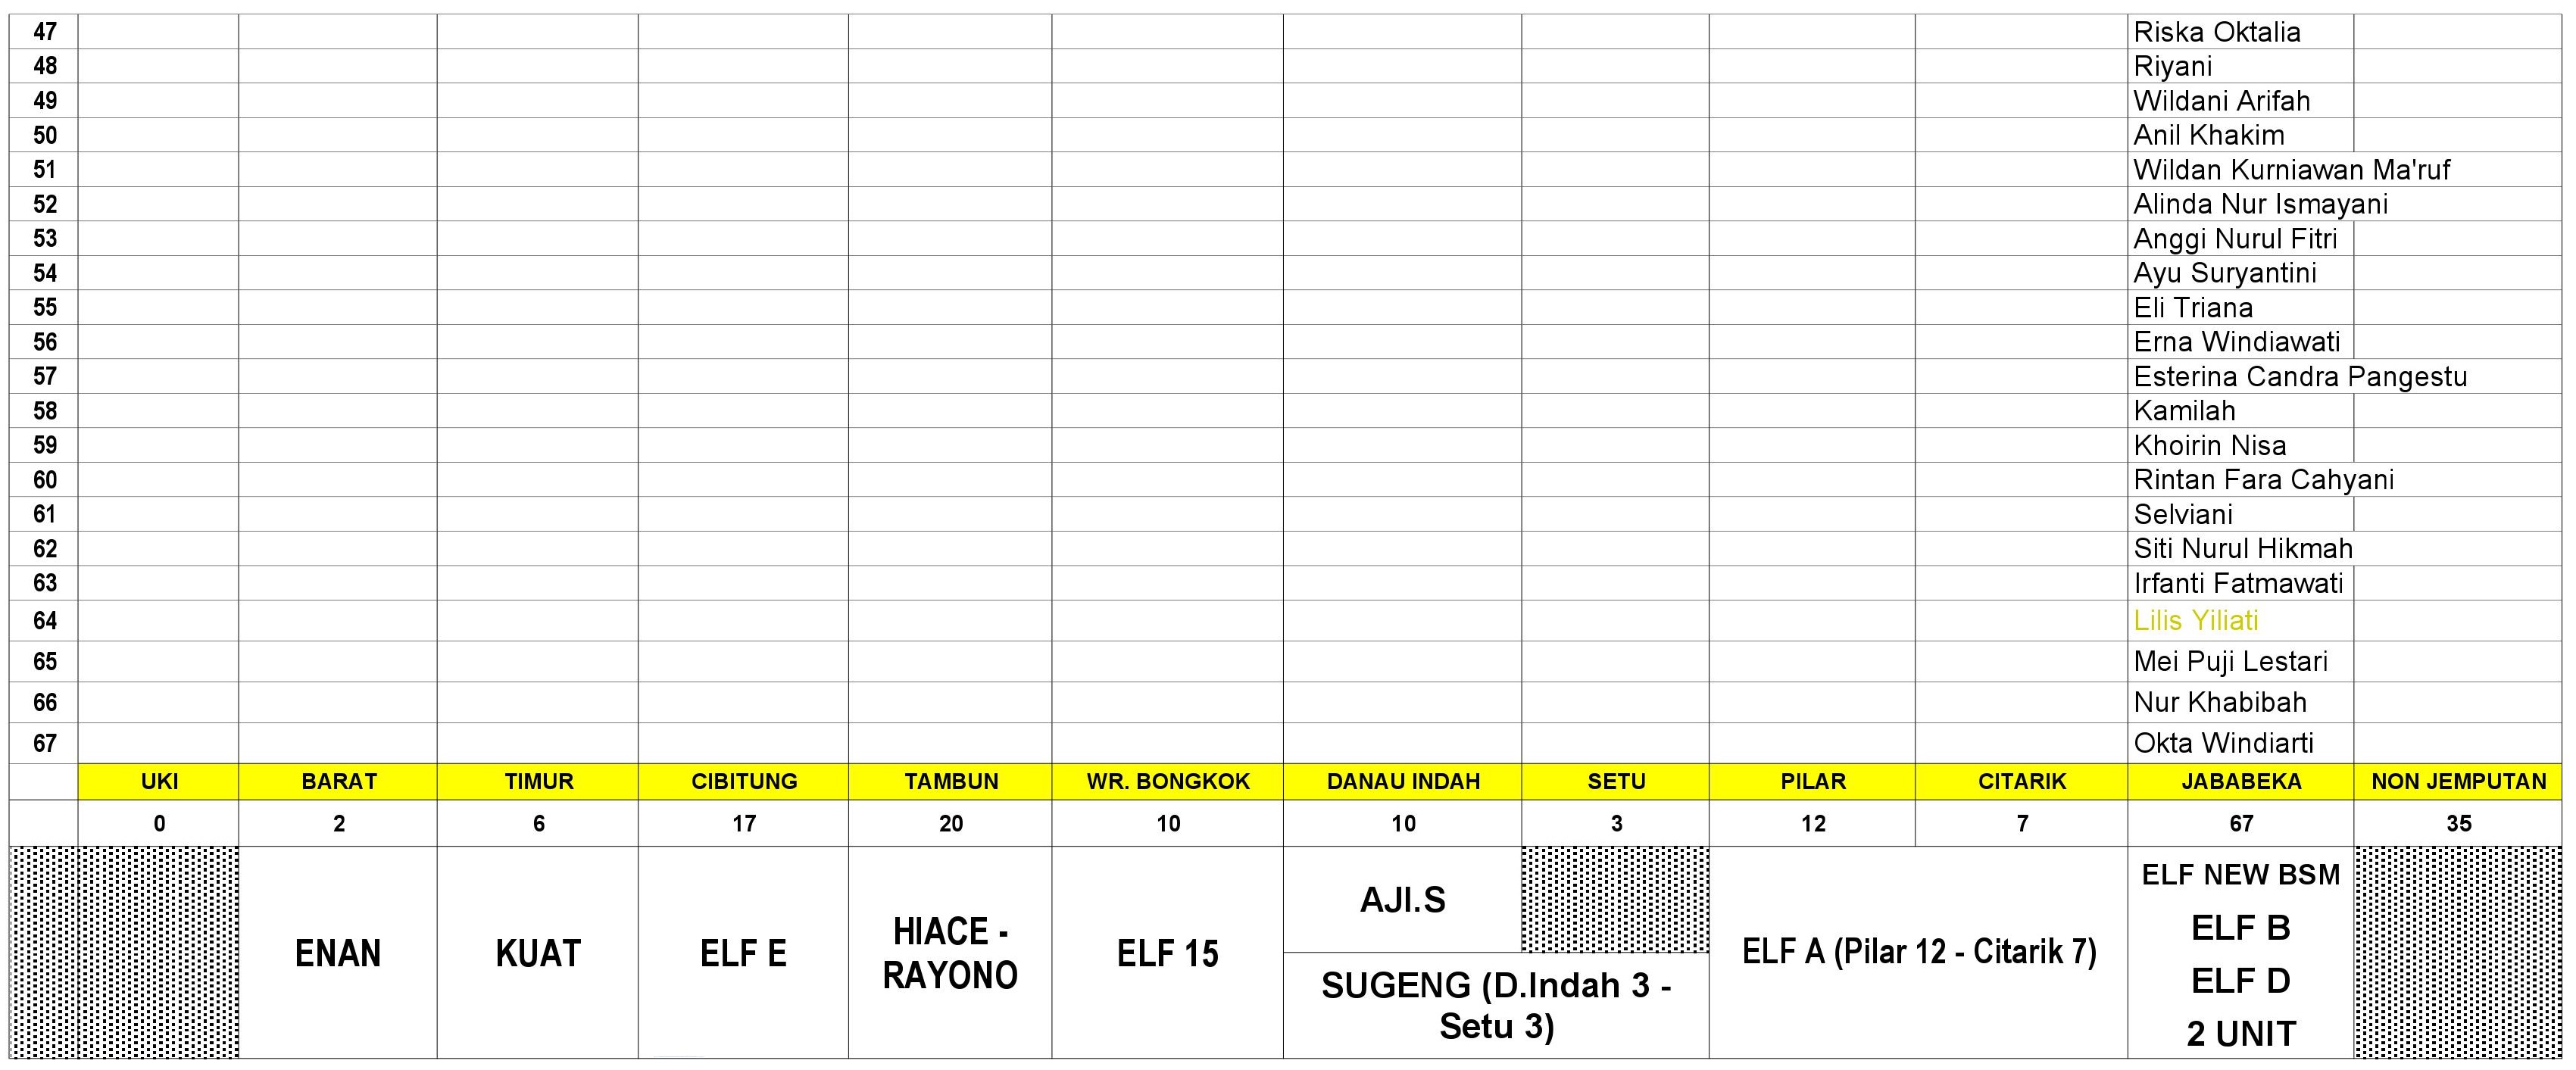 47 Riska Oktalia
48 Riyani
49 Wildani Arifah
50 Anil Khakim
51 Wildan Kurniawan Ma'ruf
52 Alinda Nur Ismayani
53 Anggi Nurul Fitri
54 Ayu Suryantini
55 Eli Triana
56 Erna Windiawati
57 Esterina Candra Pangestu
58 Kamilah
59 Khoirin Nisa
60 Rintan Fara Cahyani
61 Selviani
62 Siti Nurul Hikmah
63 Irfanti Fatmawati
64 Lilis Yiliati
65 Mei Puji Lestari
66 Nur Khabibah
67 Okta Windiarti
UKI BARAT TIMUR CIBITUNG TAMBUN WR. BONGKOK DANAU INDAH SETU PILAR CITARIK JABABEKA NON JEMPUTAN
0 2 6 17 20 10 10 3 12 7 67 35
ENAN
KUAT
ELF E
HIACE -
RAYONO
ELF 15
AJI.S
SUGENG (D.Indah 3 -
Setu 3)
ELF A (Pilar 12 - Citarik 7)
ELF NEW BSM
ELF B
ELF D
2 UNIT